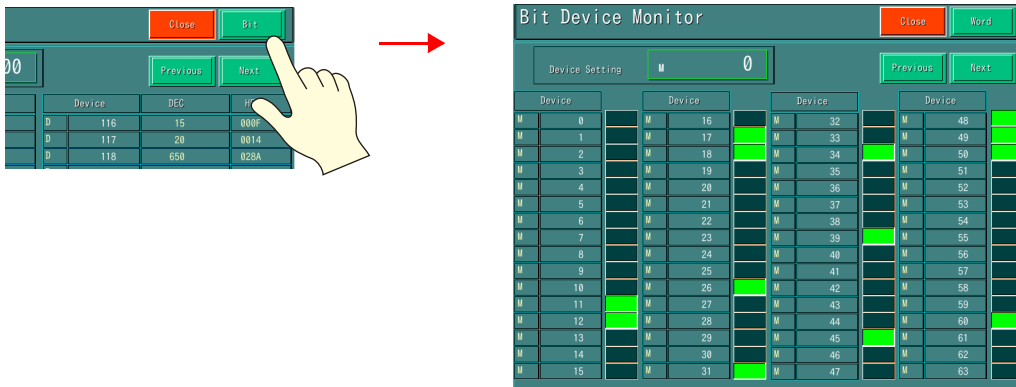 Close Bit
00
Previous Next
Device DEC
D 116 15 000F
D 117 20 0014
D 118 650 028A
Bit Device Monitor Close Word
Device Setting M 0 Previous Next
Device Device Device Device
M 0 M 16 M 32 M 48
M 1 M 17 M 33 M 49
M 2 M 18 M 34 M 50
M 3 M 19 M 35 M 51
M 4 M 20 M 36 M 52
M 5 M 21 M 37 M 53
M 6 M 22 M 38 M 54
M 7 M 23 M 39 M 55
M 8 M 24 M 40 M 56
M 9 M 25 M 41 M 57
M 10 M 26 M 42 M 58
M 11 M 27 M 43 M 59
M 12 M 28 M 44 M 60
M 13 M 29 M 45 M 61
M 14 M 30 M 46 M 62
M 15 M 31 M 47 M 63